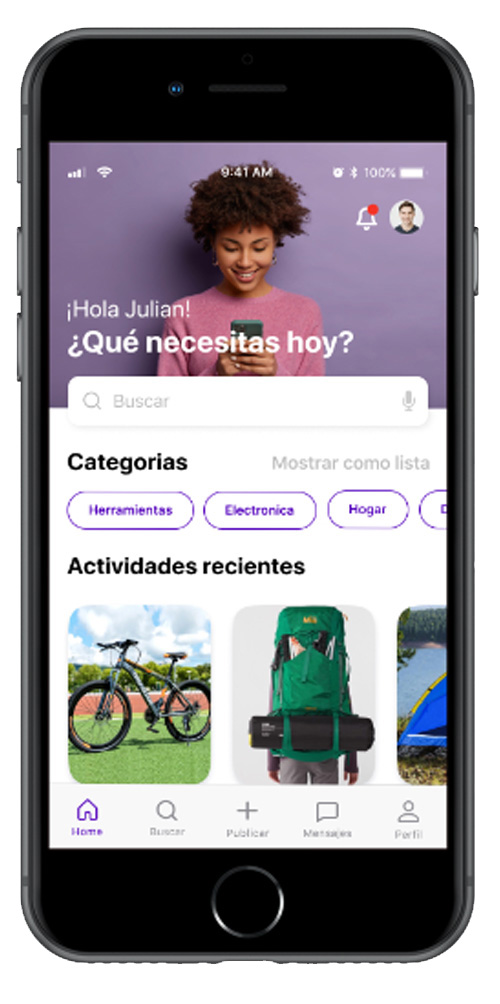 9:41 AM 100%
¡Hola Julian!
¿Qué necesitas hoy?
Buscar
Categorias Mostrar como lista
Herramientas Electronica Hogar
Actividades recientes
Home Buscar Publicar Mensajes Perfil